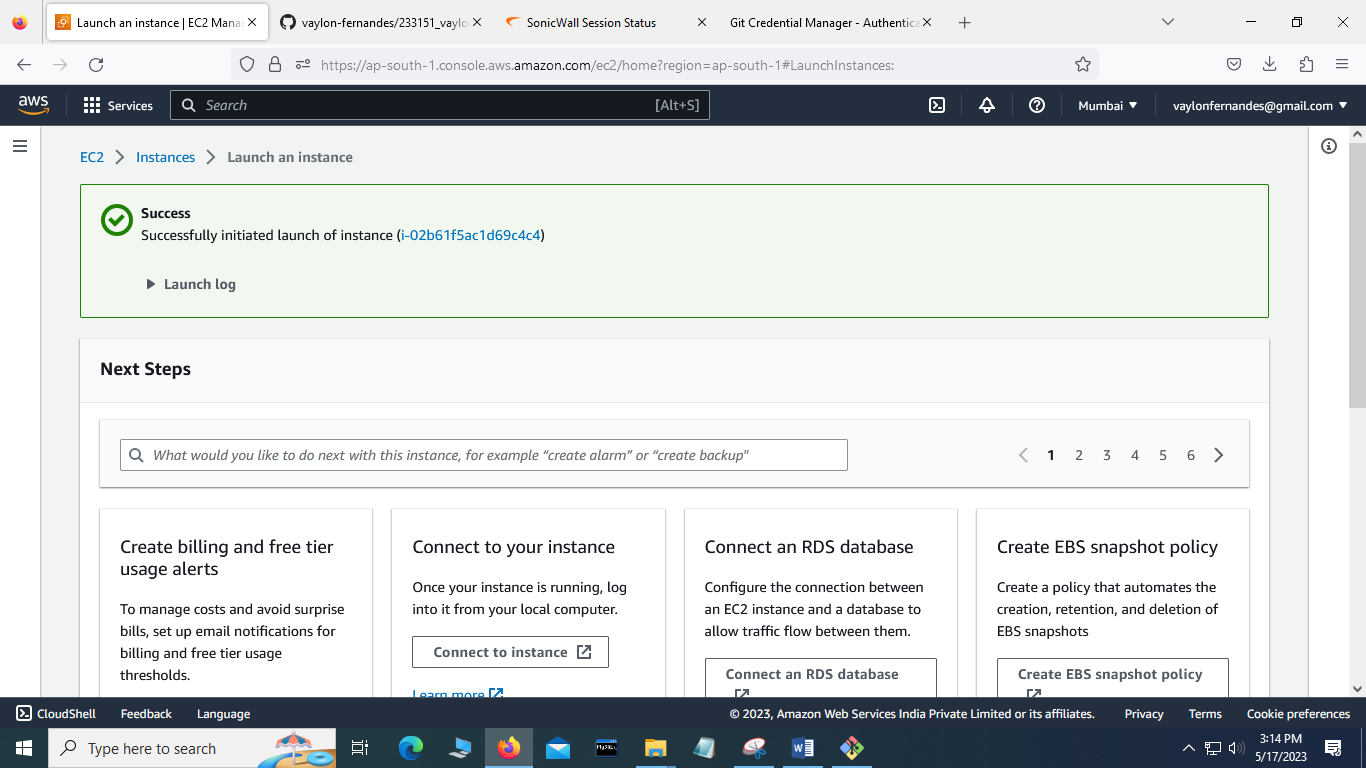 Launch an instance | EC2 Mana
vaylon-fernandes/233151_vaylo
SonicWall Session Status
Git Credential Manager - Authentica
https://ap-south-1.console.aws.amazon.com/ec2/home?region=ap-south-1#LaunchInstances:
aws
Services
Search
[Alt+S]
Mumbai
vaylonfernandes@gmail.com
EC2
Instances
Launch an instance
Success
Successfully initiated launch of instance (i-02b61f5ac1d69c4c4)
Launch log
Next Steps
What would you like to do next with this instance, for example “create alarm” or “create backup"
1 2 3 4 5 6
Create billing and free tier
usage alerts
To manage costs and avoid surprise
bills, set up email notifications for
billing and free tier usage
thresholds.
Connect to your instance
Once your instance is running, log
into it from your local computer.
Connect to instance
Learn more
Connect an RDS database
Configure the connection between
an EC2 instance and a database to
allow traffic flow between them.
Connect an RDS database
Create EBS snapshot policy
Create a policy that automates the
creation, retention, and deletion of
EBS snapshots
Create EBS snapshot policy
CloudShell
Feedback
Language
© 2023, Amazon Web Services India Private Limited or its affiliates.
Privacy
Terms
Cookie preferences
Type here to search
MySQL
3:14 PM
5/17/2023